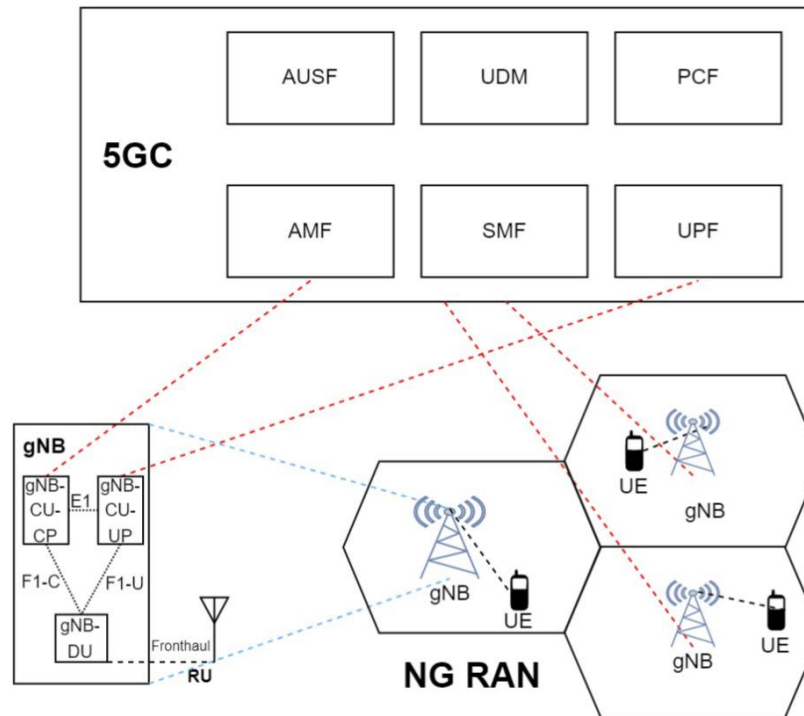 AUSF
UDM
PCF
5GC
AMF
SMF
UPF
gNB
gNB-
CU-
CP
E1
gNB-
CU-
UP
F1-C
F1-U
gNB-
DU
Fronthaul
RU
gNB
UE
UE
gNB
gNB
UE
NG RAN